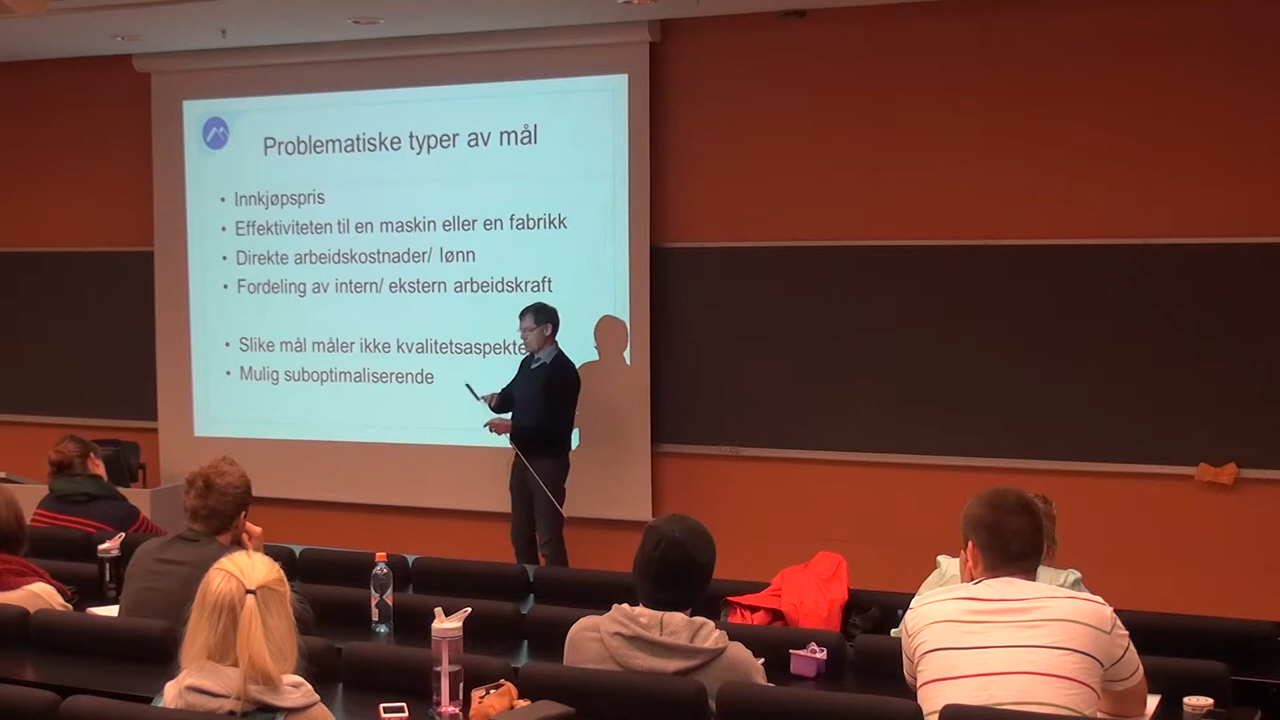 Problematiske typer av mål
• Innkjøpspris
• Effektiviteten til en maskin eller en fabrikk
• Direkte arbeidskostnader/ lønn
• Fordeling av intern/ ekstern arbeidskraft
• Slike mål måler ikke kvalitetsaspekte
• Mulig suboptimaliserende